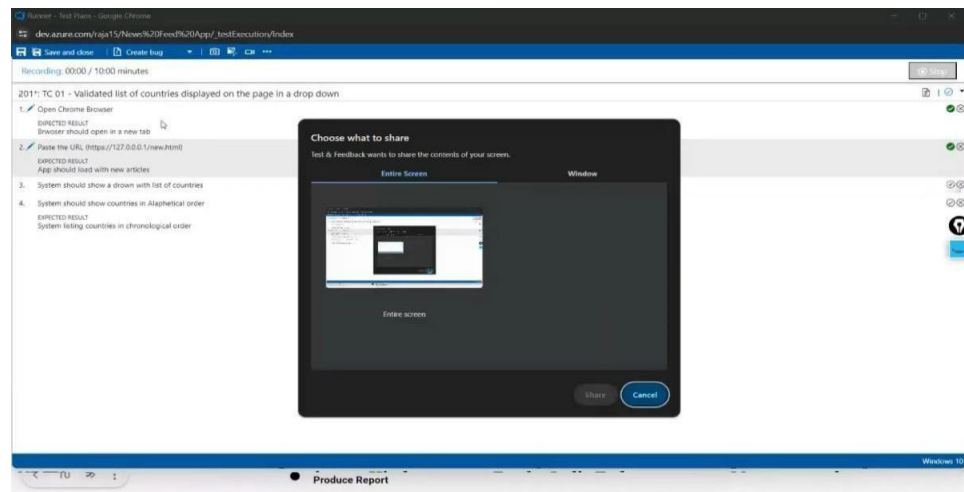 Runner - Test Plans - Google Chrome
dev.azure.com/raja15/News%20Feed%20App/_testExecution/Index
Save and close
Create bug
Recording: 00:00 / 10:00 minutes
Stop
201*: TC 01 - Validated list of countries displayed on the page in a drop down
1. Open Chrome Browser
EXPECTED RESULT
Brwoser should open in a new tab
2. Paste the URL (https://127.0.0.0.1/new.html)
EXPECTED RESULT
App should load with new articles
3. System should show a drown with list of countries
4. System should show countries in Alaphetical order
EXPECTED RESULT
System listing countries in chronological order
Choose what to share
Test & Feedback wants to share the contents of your screen.
Entire Screen
Window
Entire screen
Share
Cancel
Windows 10
Produce Report